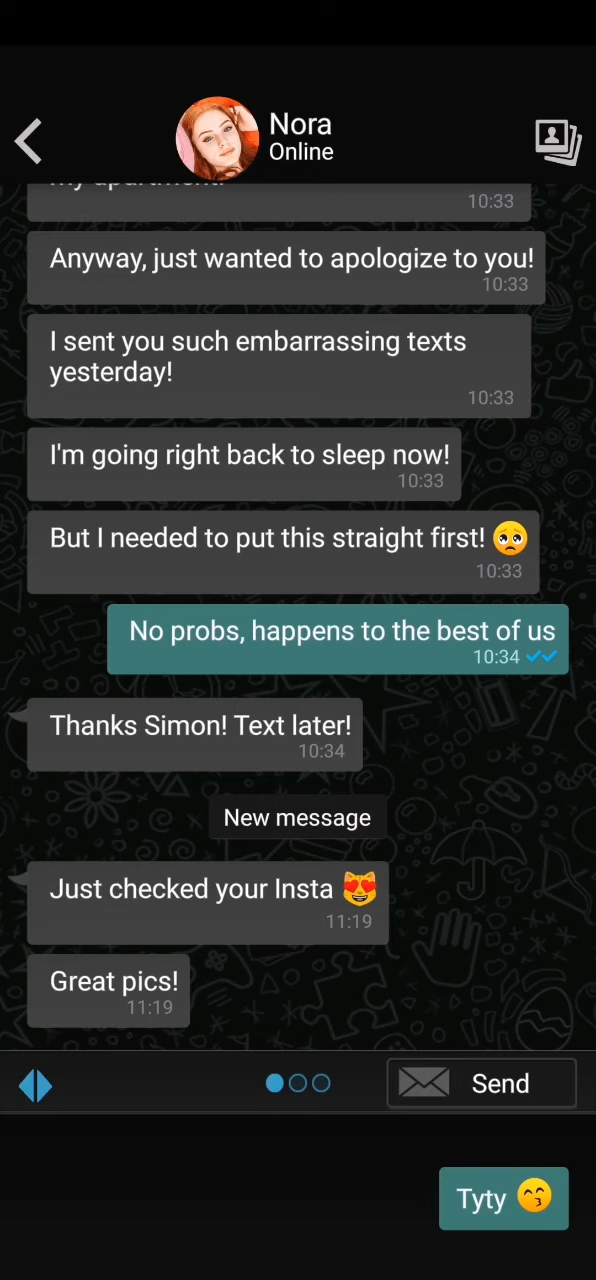 Nora
Online
my apartment.
10:33
Anyway, just wanted to apologize to you!
10:33
I sent you such embarrassing texts
yesterday!
10:33
I'm going right back to sleep now!
10:33
But I needed to put this straight first! 🥺
10:33
No probs, happens to the best of us
10:34
Thanks Simon! Text later!
10:34
New message
Just checked your Insta 😻
11:19
Great pics!
11:19
Send
Tyty 😙